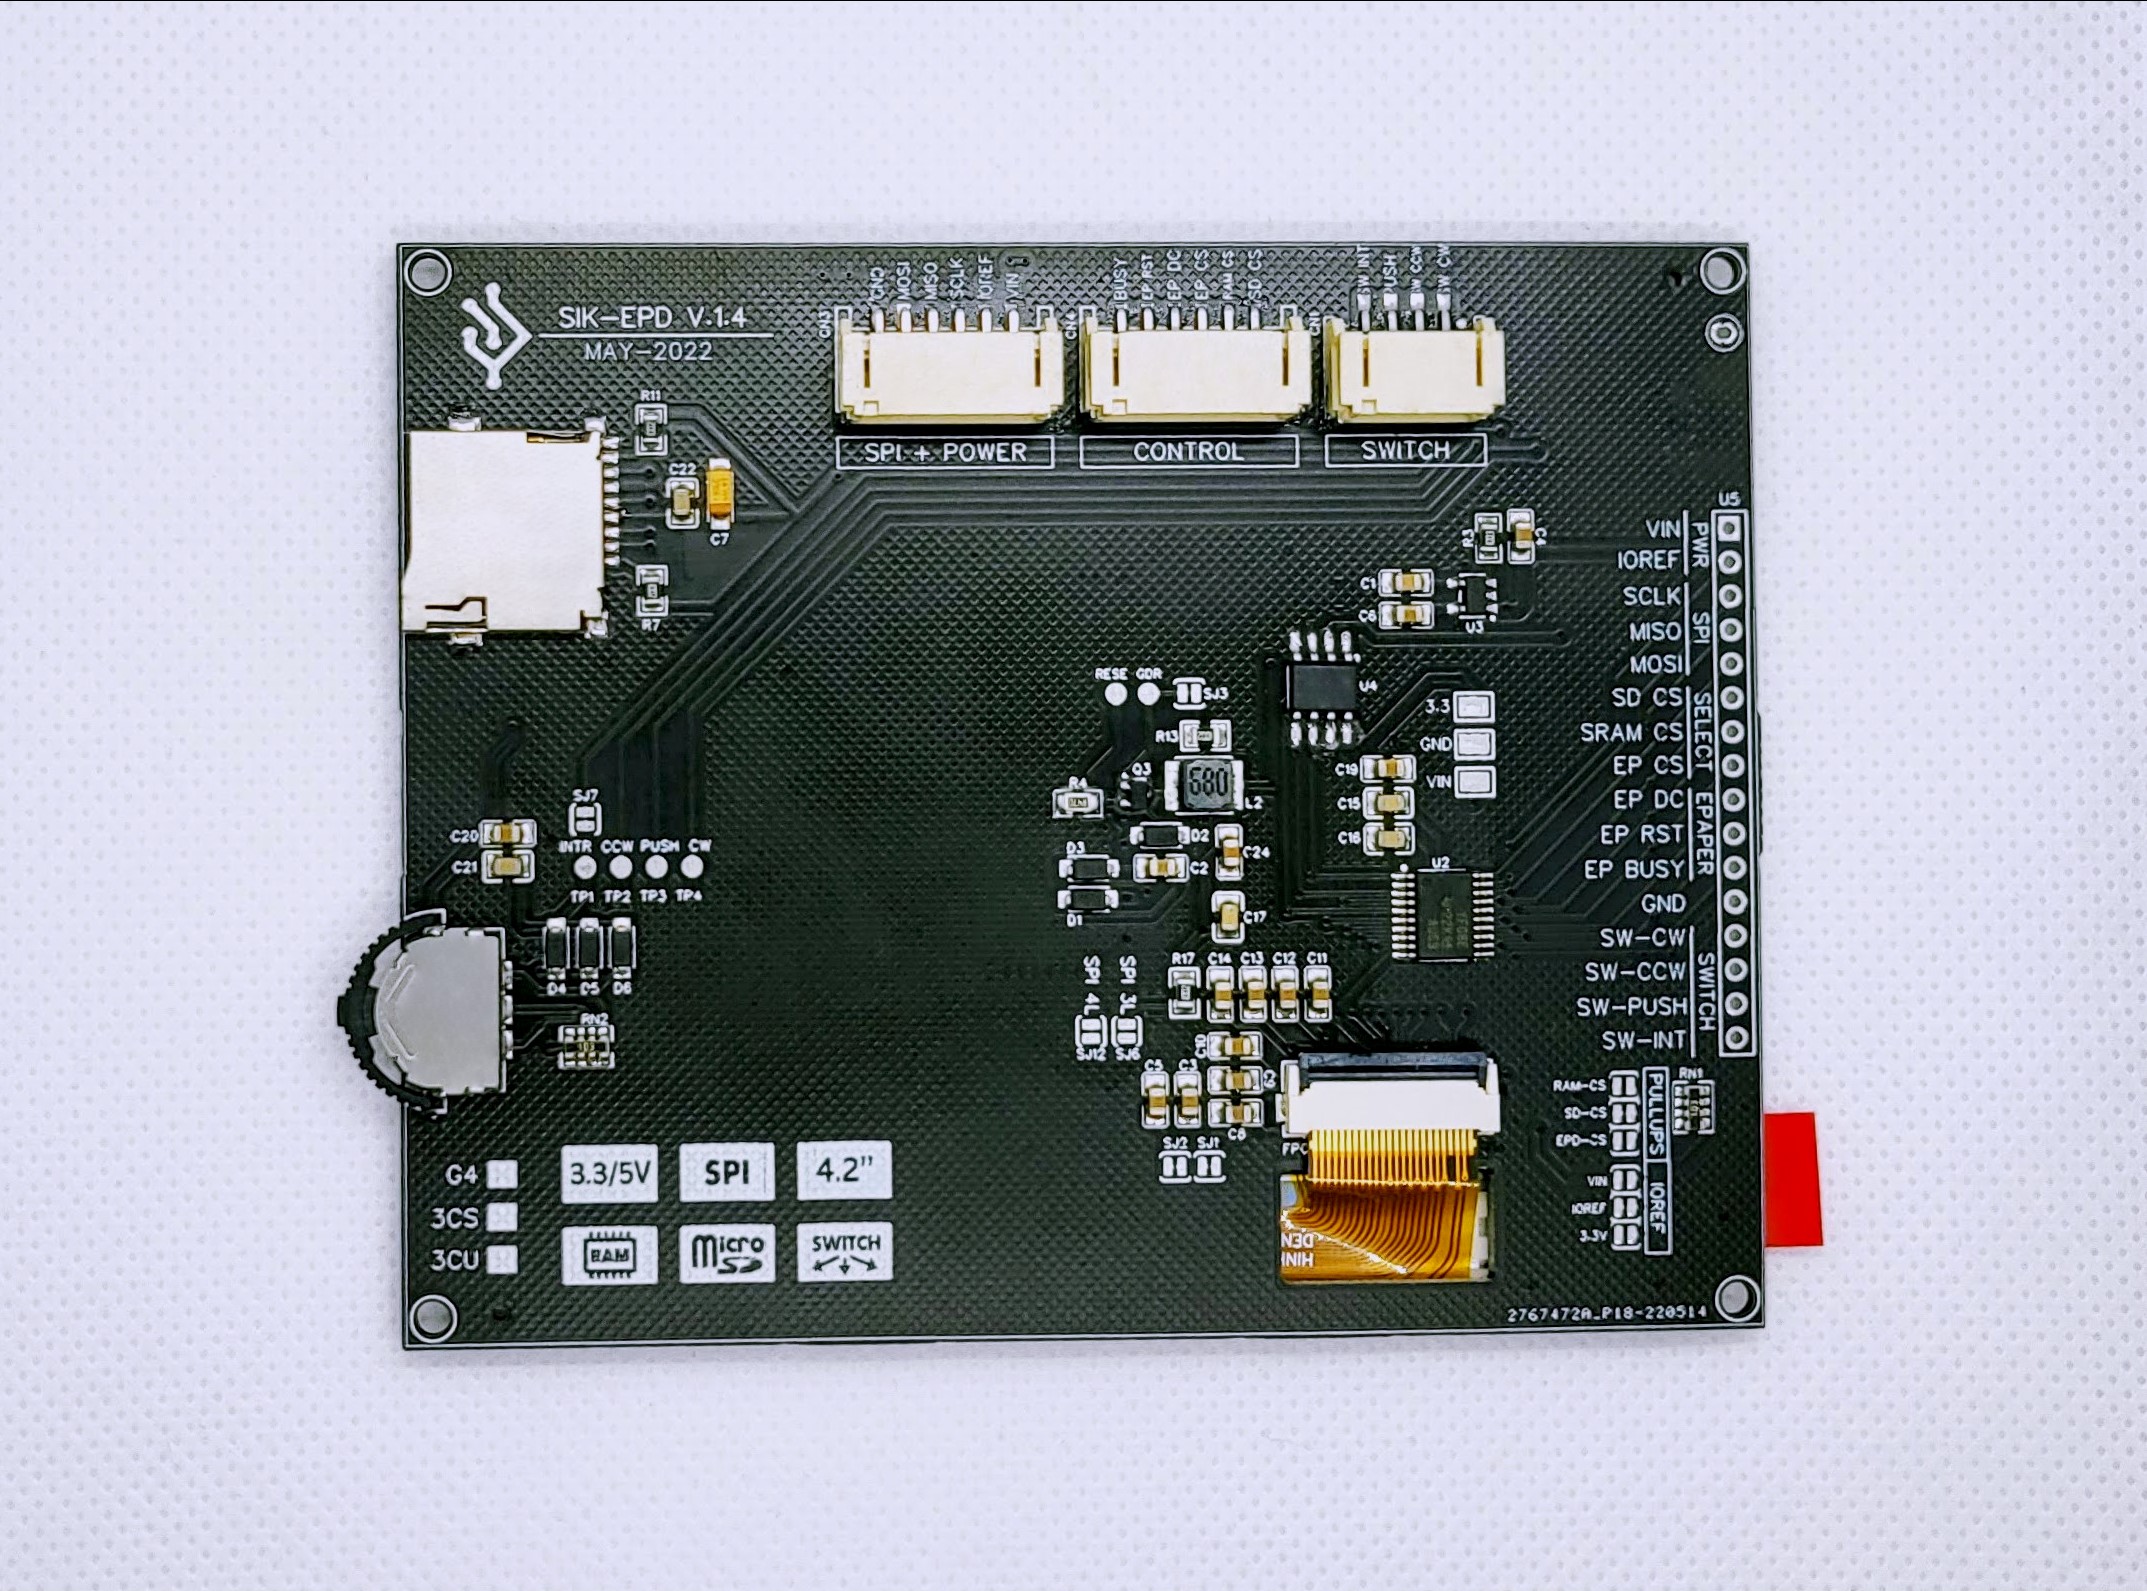 SIK-EPD V.1.4
MAY-2022
GND
MOSI
MISO
SCLK
IOREF
VIN
BUSY
EP RST
EP DC
EP CS
RAM CS
SD CS
SW INT
PUSH
SW CCW
SW CW
CN3
SPI + POWER
CONTROL
SWITCH
R11
C22
C7
R7
U5
VIN
IOREF
PWR
SCLK
MISO
MOSI
SPI
SD CS
SRAM CS
EP CS
SELECT
EP DC
EP RST
EP BUSY
EPAPER
GND
SW-CW
SW-CCW
SW-PUSH
SW-INT
SWITCH
R3
C4
C1
C6
U3
U4
RESE GDR
SJ3
R13
3.3
GND
VIN
Q3
R4
680
L2
C19
C15
C16
D2
C24
D3
C2
D1
C17
U2
SJ7
C20
C21
INTR CCW PUSH CW
TP1 TP2 TP3 TP4
D4 D5 D6
RN2
103
SPI 4L
SPI 3L
SJ12 SJ6
R17 C14 C13 C12 C11
C10
C9
C5 C3
C8
SJ2 SJ1
FPC
HINK
DEN
RAM-CS
SD-CS
EPD-CS
PULLUPS
RN1
VIN
IOREF
3.3V
IOREF
G4
3CS
3CU
3.3/5V
SPI
4.2”
RAM
Micro
SD
SWITCH
2767472A_P18-220514